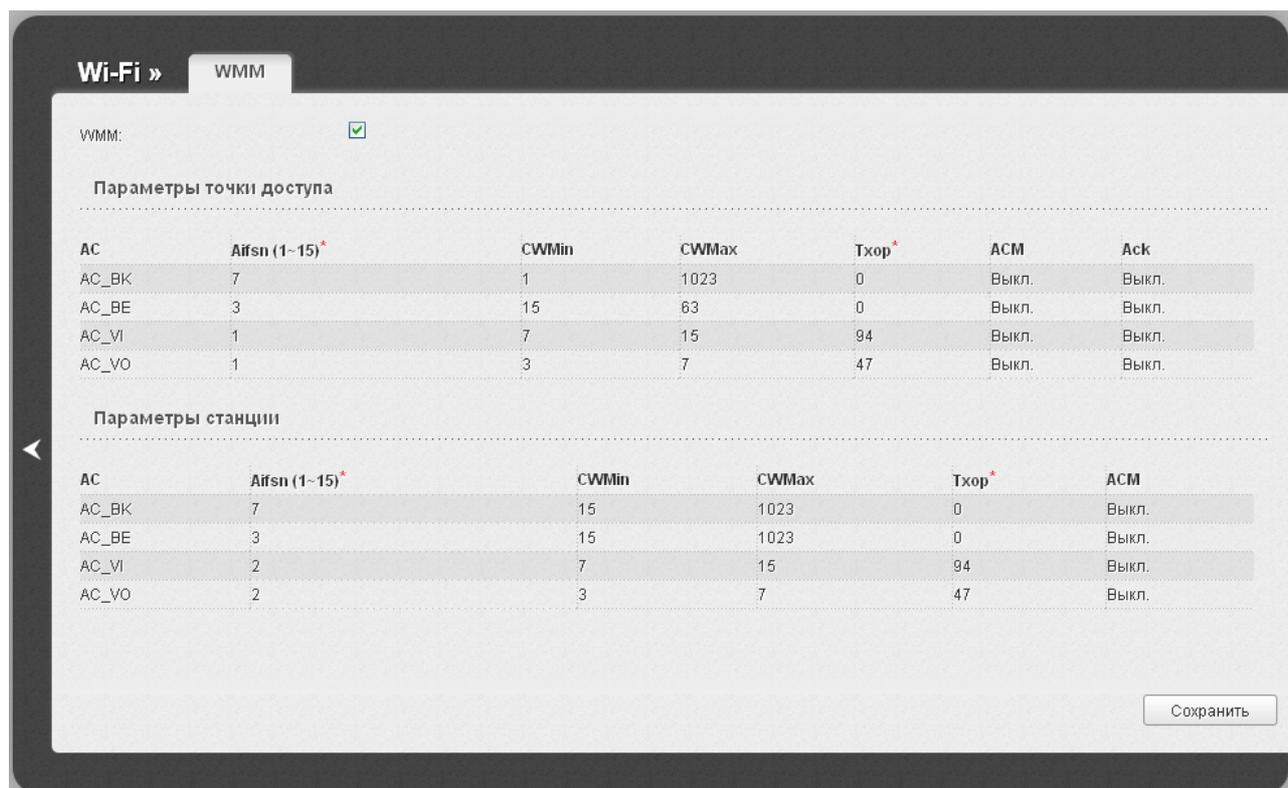 Wi-Fi » WMM
WMM:
Параметры точки доступа
AC Aifsn (1~15)* CWMin CWMax Txop* ACM Ack
AC_BK 7 1 1023 0 Выкл. Выкл.
AC_BE 3 15 63 0 Выкл. Выкл.
AC_VI 1 7 15 94 Выкл. Выкл.
AC_VO 1 3 7 47 Выкл. Выкл.
Параметры станции
AC Aifsn (1~15)* CWMin CWMax Txop* ACM
AC_BK 7 15 1023 0 Выкл.
AC_BE 3 15 1023 0 Выкл.
AC_VI 2 7 15 94 Выкл.
AC_VO 2 3 7 47 Выкл.
Сохранить